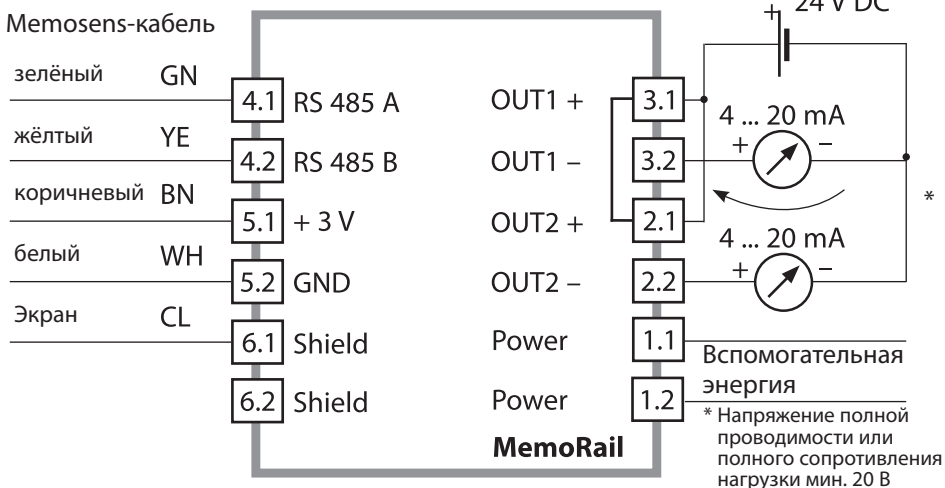 24 V DC
+
Memosens-кабель
зелёный GN
4.1 RS 485 A
OUT1 + 3.1
4 ... 20 mA
+ –
жёлтый YE
4.2 RS 485 B
OUT1 – 3.2
коричневый BN
5.1 + 3 V
OUT2 + 2.1
*
4 ... 20 mA
+ –
белый WH
5.2 GND
OUT2 – 2.2
Экран CL
6.1 Shield
Power 1.1
Вспомогательная
энергия
6.2 Shield
Power 1.2
MemoRail
* Напряжение полной
проводимости или
полного сопротивления
нагрузки мин. 20 В